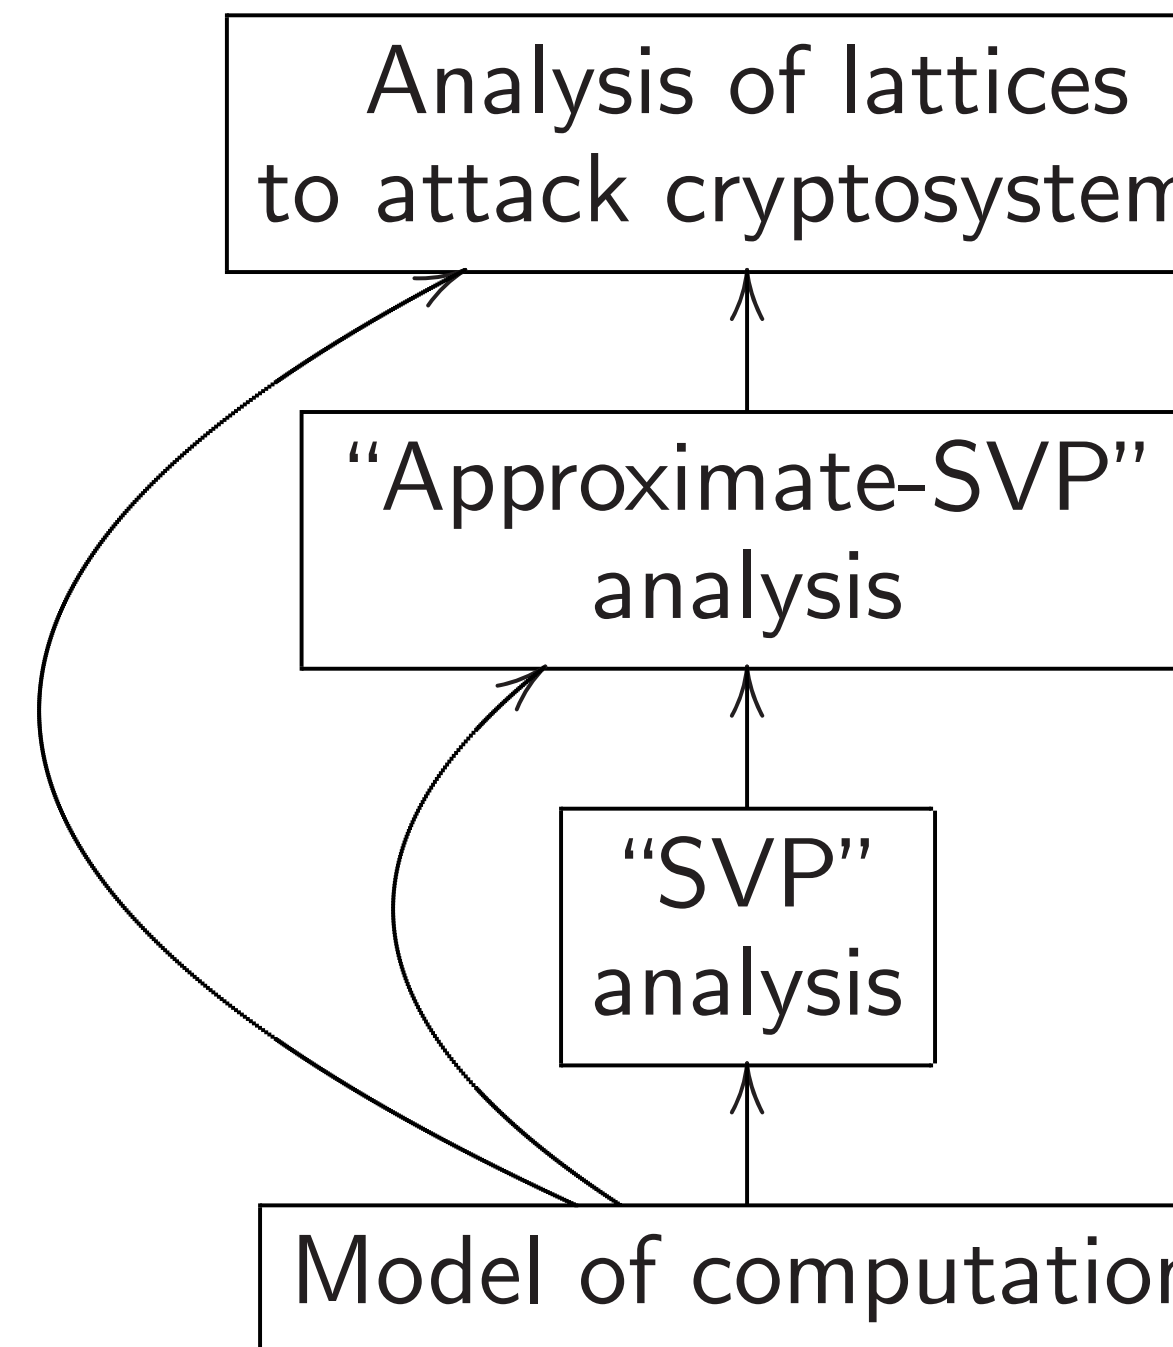 Analysis of lattices
to attack cryptosystem
“Approximate-SVP”
analysis
“SVP”
analysis
Model of computation